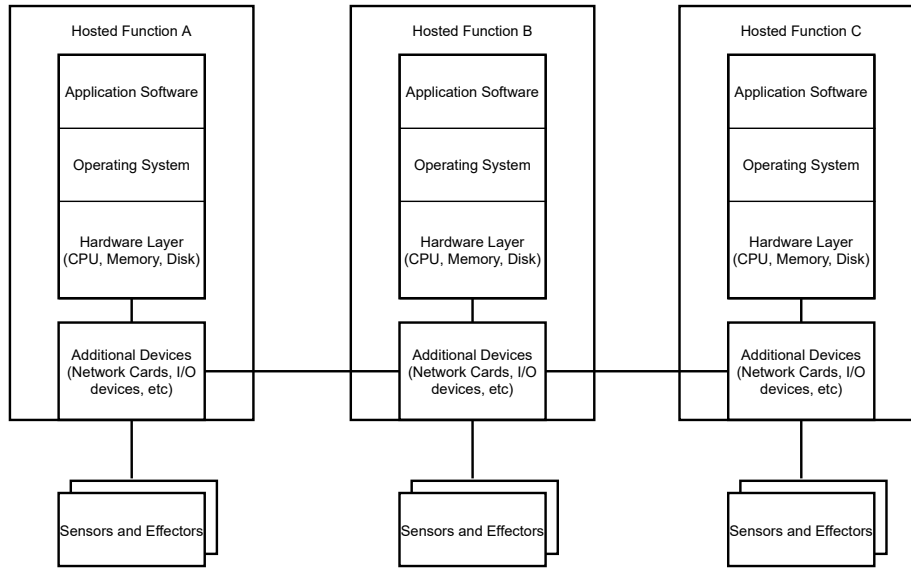 Hosted Function A
Application Software
Operating System
Hardware Layer
(CPU, Memory, Disk)
Additional Devices
(Network Cards, I/O
devices, etc)
Sensors and Effectors
Hosted Function B
Application Software
Operating System
Hardware Layer
(CPU, Memory, Disk)
Additional Devices
(Network Cards, I/O
devices, etc)
Sensors and Effectors
Hosted Function C
Application Software
Operating System
Hardware Layer
(CPU, Memory, Disk)
Additional Devices
(Network Cards, I/O
devices, etc)
Sensors and Effectors